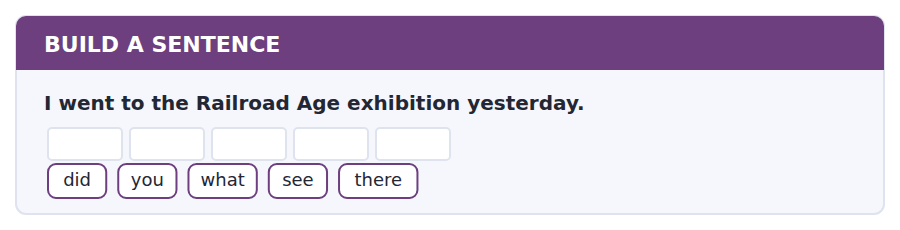 BUILD A SENTENCE
I went to the Railroad Age exhibition yesterday.
did you what see there